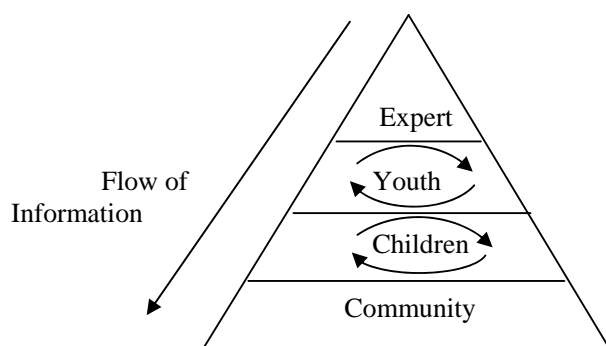 Expert
Flow of
Information
Youth
Children
Community